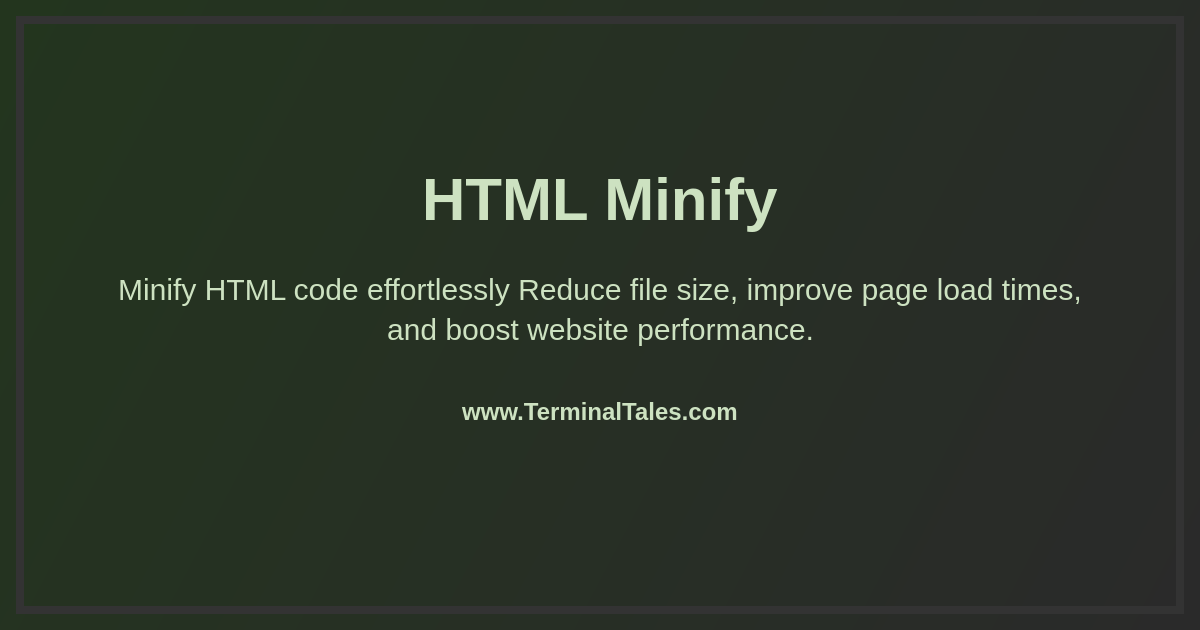 HTML Minify
Minify HTML code effortlessly Reduce file size, improve page load times,
and boost website performance.
www.TerminalTales.com